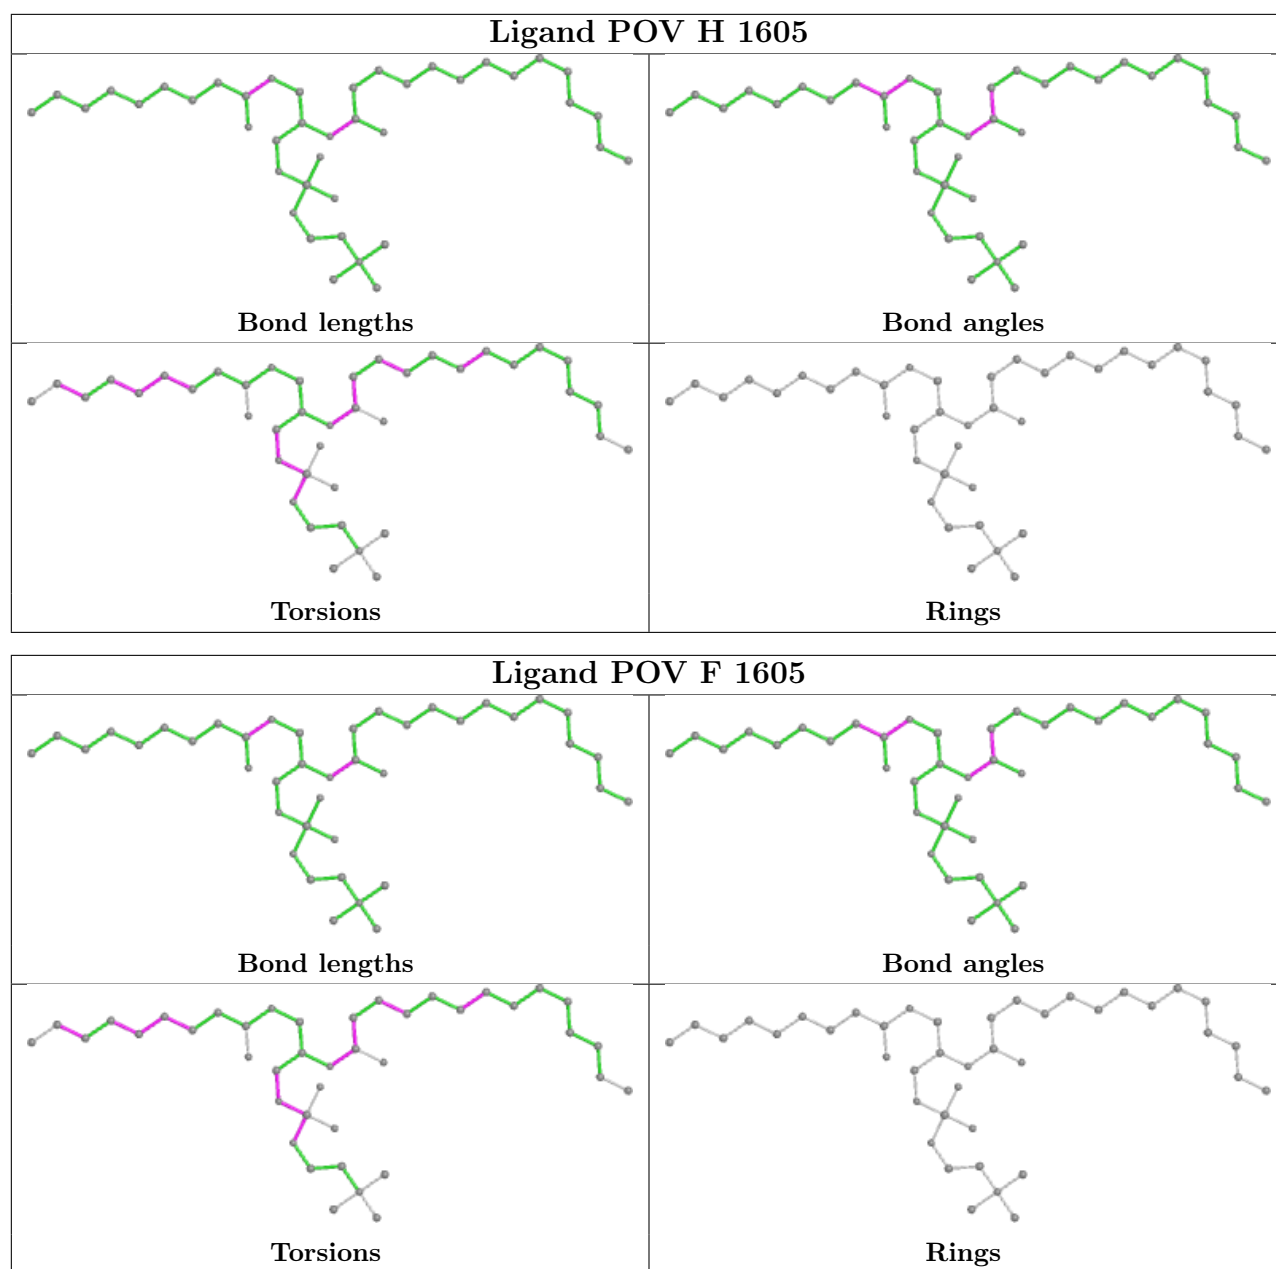 Ligand POV H 1605
Bond lengths
Bond angles
Torsions
Rings
Ligand POV F 1605
Bond lengths
Bond angles
Torsions
Rings